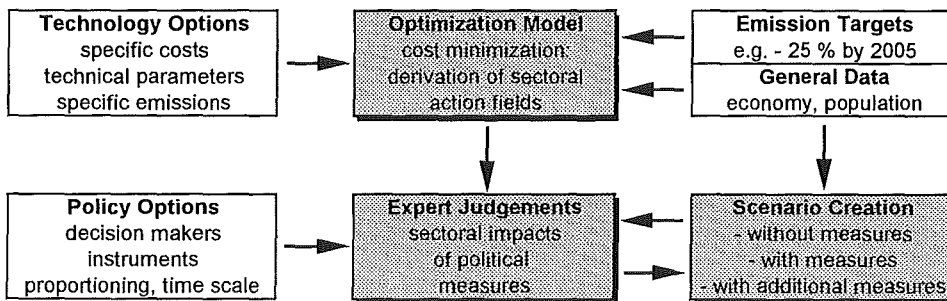 Technology Options
specific costs
technical parameters
specific emissions
Optimization Model
cost minimization:
derivation of sectoral
action fields
Emission Targets
e.g. - 25 % by 2005
General Data
economy, population
Policy Options
decision makers
instruments
proportioning, time scale
Expert Judgements
sectoral impacts
of political
measures
Scenario Creation
- without measures
- with measures
- with additional measures